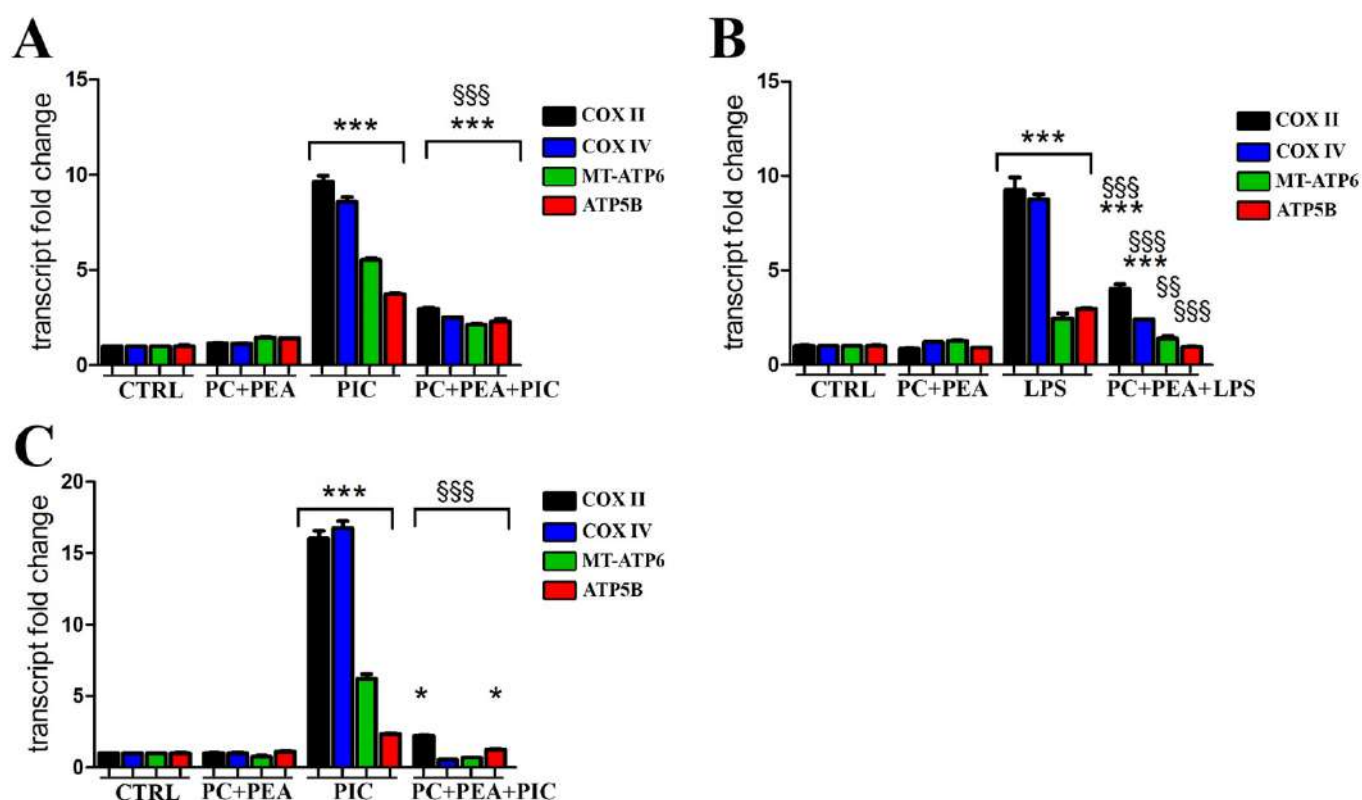 A
transcript fold change
15
10
5
0
***
§§§
***
COX II
COX IV
MT-ATP6
ATP5B
CTRL
PC+PEA
PIC
PC+PEA+PIC
B
transcript fold change
15
10
5
0
***
§§§
***
§§§
***
§§
§§§
COX II
COX IV
MT-ATP6
ATP5B
CTRL
PC+PEA
LPS
PC+PEA+LPS
C
transcript fold change
20
15
10
5
0
***
§§§
*
*
COX II
COX IV
MT-ATP6
ATP5B
CTRL
PC+PEA
PIC
PC+PEA+PIC